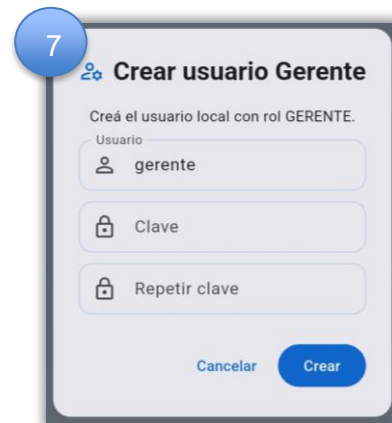 7
Crear usuario Gerente
Creá el usuario local con rol GERENTE.
Usuario
gerente
Clave
Repetir clave
Cancelar Crear